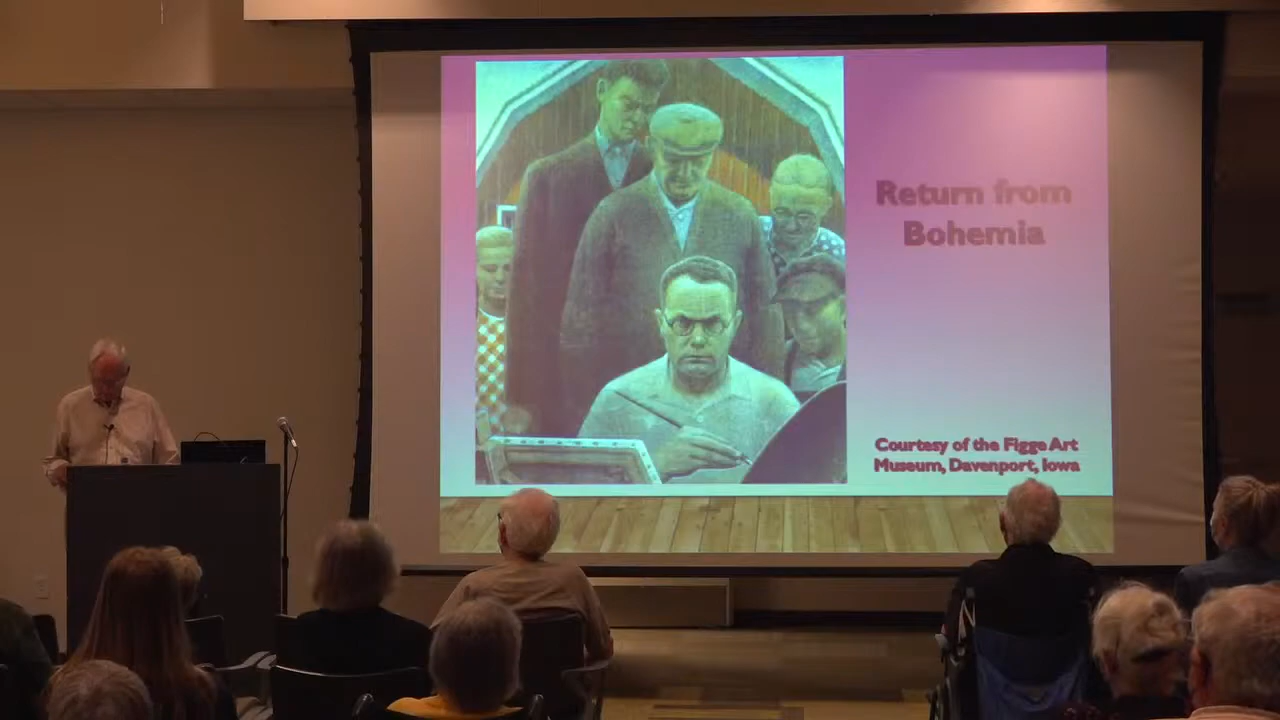 Return from
Bohemia
Courtesy of the Figge Art
Museum, Davenport, Iowa